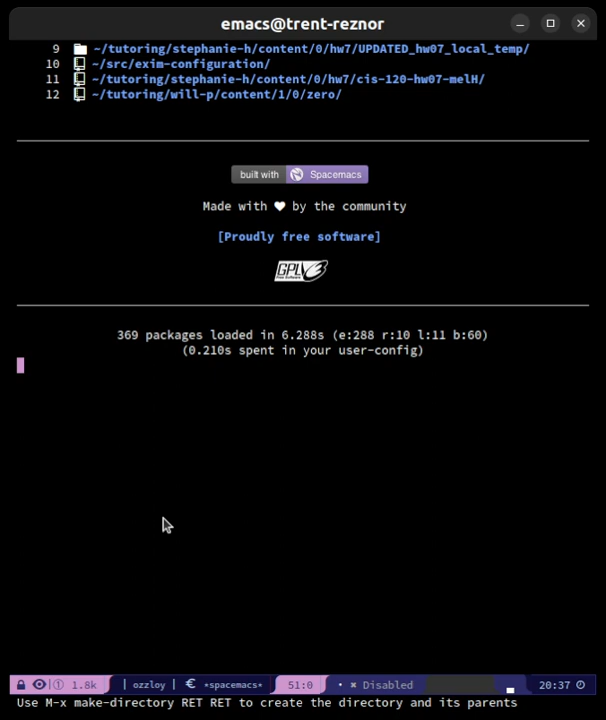 emacs@trent-reznor
9 ~/tutoring/stephanie-h/content/0/hw7/UPDATED_hw07_local_temp/
10 ~/src/exim-configuration/
11 ~/tutoring/stephanie-h/content/0/hw7/cis-120-hw07-melH/
12 ~/tutoring/will-p/content/1/0/zero/
built with Spacemacs
Made with ♥ by the community
[Proudly free software]
GPLv3
Free Software
369 packages loaded in 6.288s (e:288 r:10 l:11 b:60)
(0.210s spent in your user-config)
① 1.8k | ozzloy | € *spacemacs* 51:0 • ✖ Disabled 20:37
Use M-x make-directory RET RET to create the directory and its parents